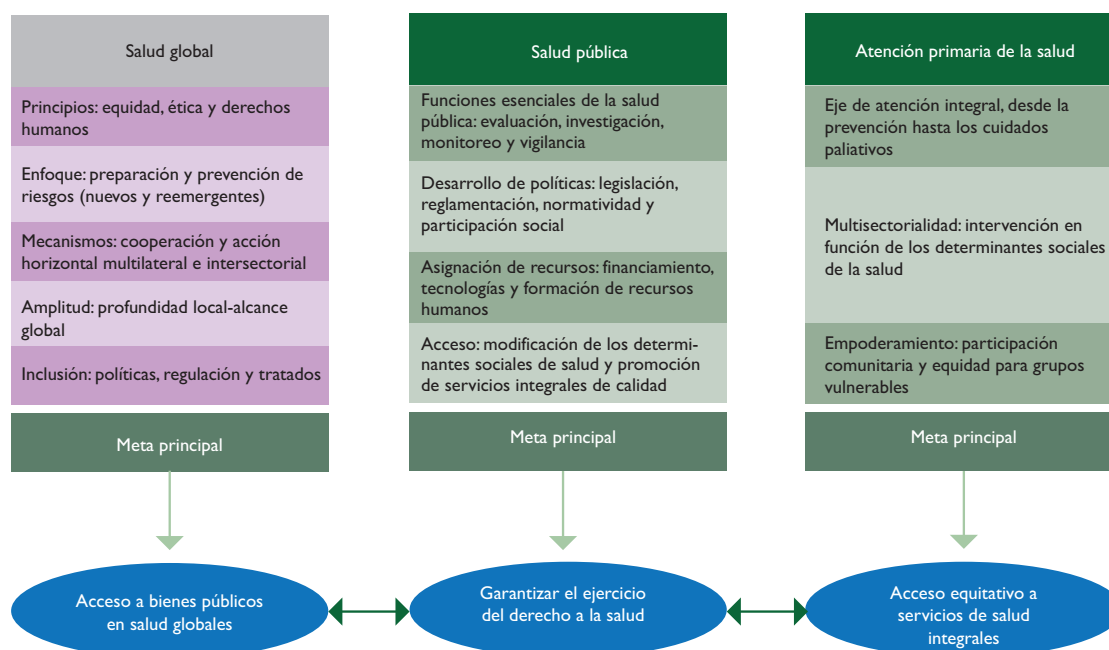 Salud global
Principios: equidad, ética y derechos
humanos
Enfoque: preparación y prevención de
riesgos (nuevos y reemergentes)
Mecanismos: cooperación y acción
horizontal multilateral e intersectorial
Amplitud: profundidad local-alcance
global
Inclusión: políticas, regulación y tratados
Meta principal
Acceso a bienes públicos
en salud globales
Salud pública
Funciones esenciales de la salud
pública: evaluación, investigación,
monitoreo y vigilancia
Desarrollo de políticas: legislación,
reglamentación, normatividad y
participación social
Asignación de recursos: financiamiento,
tecnologías y formación de recursos
humanos
Acceso: modificación de los determi-
nantes sociales de salud y promoción
de servicios integrales de calidad
Meta principal
Garantizar el ejercicio
del derecho a la salud
Atención primaria de la salud
Eje de atención integral, desde la
prevención hasta los cuidados
paliativos
Multisectorialidad: intervención en
función de los determinantes sociales
de la salud
Empoderamiento: participación
comunitaria y equidad para grupos
vulnerables
Meta principal
Acceso equitativo a
servicios de salud
integrales